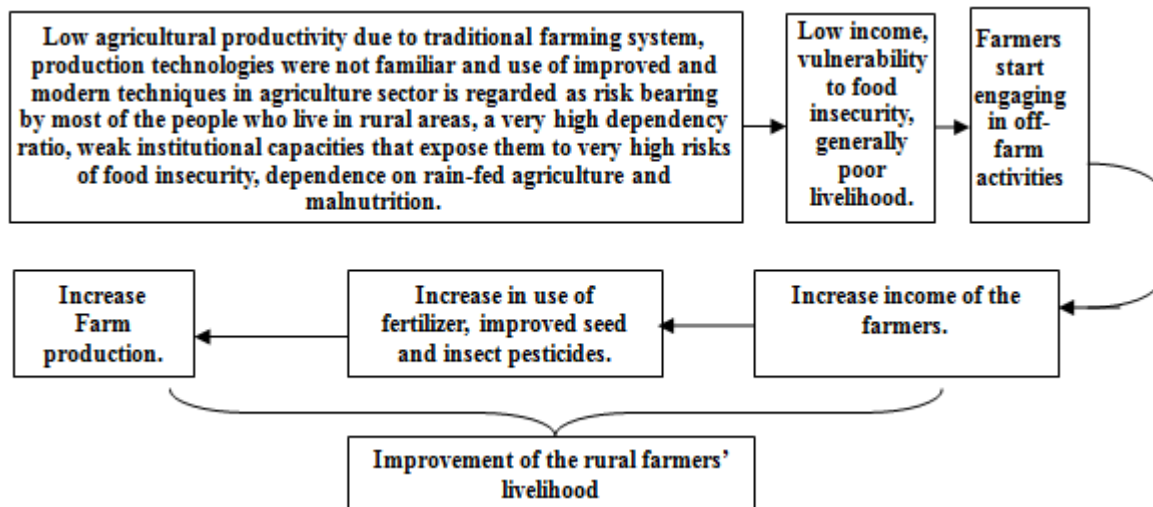 Low agricultural productivity due to traditional farming system,
production technologies were not familiar and use of improved and
modern techniques in agriculture sector is regarded as risk bearing
by most of the people who live in rural areas, a very high dependency
ratio, weak institutional capacities that expose them to very high risks
of food insecurity, dependence on rain-fed agriculture and
malnutrition.
Low income,
vulnerability
to food
insecurity,
generally
poor
livelihood.
Farmers
start
engaging
in off-
farm
activities
Increase income of the
farmers.
Increase in use of
fertilizer, improved seed
and insect pesticides.
Increase
Farm
production.
Improvement of the rural farmers’
livelihood